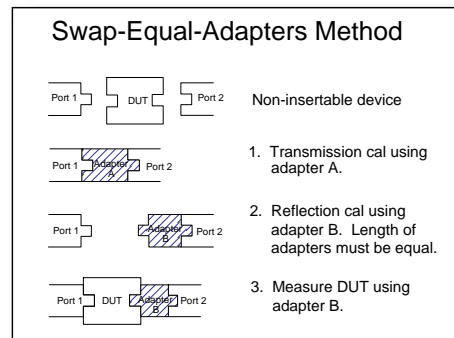 Swap-Equal-Adapters Method
Port 1
DUT
Port 2
Non-insertable device
Port 1
Adapter
A
Port 2
1. Transmission cal using
adapter A.
Port 1
Adapter
B
Port 2
2. Reflection cal using
adapter B. Length of
adapters must be equal.
Port 1
DUT
Adapter
B
Port 2
3. Measure DUT using
adapter B.